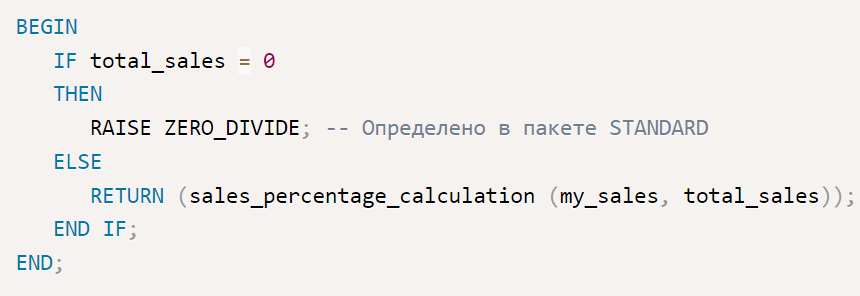 BEGIN
IF total_sales = 0
THEN
RAISE ZERO_DIVIDE; -- Определено в пакете STANDARD
ELSE
RETURN (sales_percentage_calculation (my_sales, total_sales));
END IF;
END;